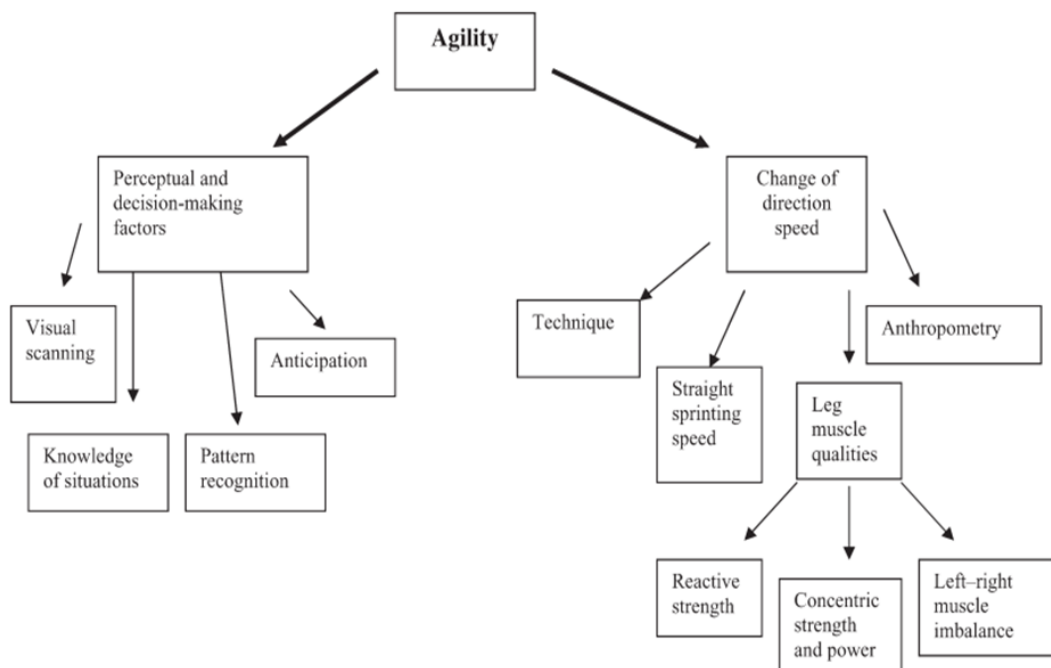 Agility
Perceptual and
decision-making
factors
Change of
direction
speed
Visual
scanning
Anticipation
Technique
Anthropometry
Knowledge
of situations
Pattern
recognition
Straight
sprinting
speed
Leg
muscle
qualities
Reactive
strength
Concentric
strength
and power
Left–right
muscle
imbalance